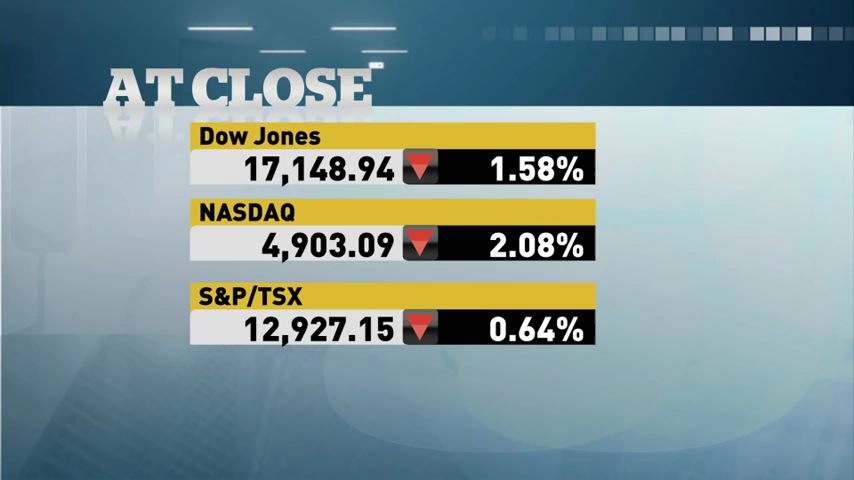 AT CLOSE
Dow Jones
17,148.94 1.58%
NASDAQ
4,903.09 2.08%
S&P/TSX
12,927.15 0.64%